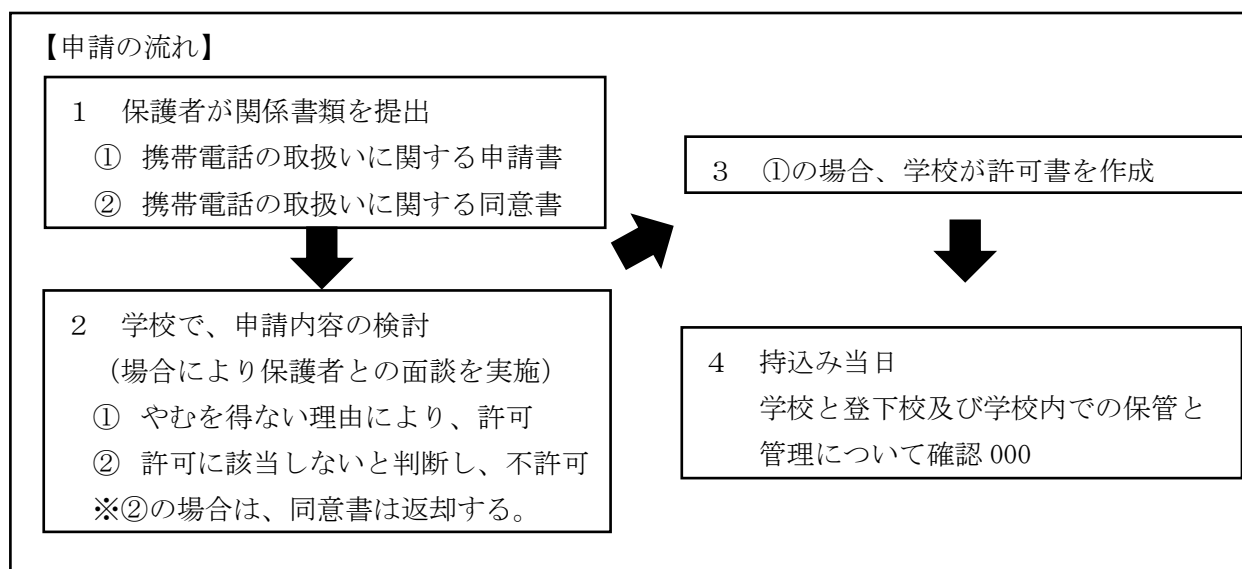 【申請の流れ】
１　保護者が関係書類を提出
①　携帯電話の取扱いに関する申請書
②　携帯電話の取扱いに関する同意書
２　学校で、申請内容の検討
（場合により保護者との面談を実施）
①　やむを得ない理由により、許可
②　許可に該当しないと判断し、不許可
※②の場合は、同意書は返却する。
３　①の場合、学校が許可書を作成
４　持込み当日
学校と登下校及び学校内での保管と
管理について確認 000